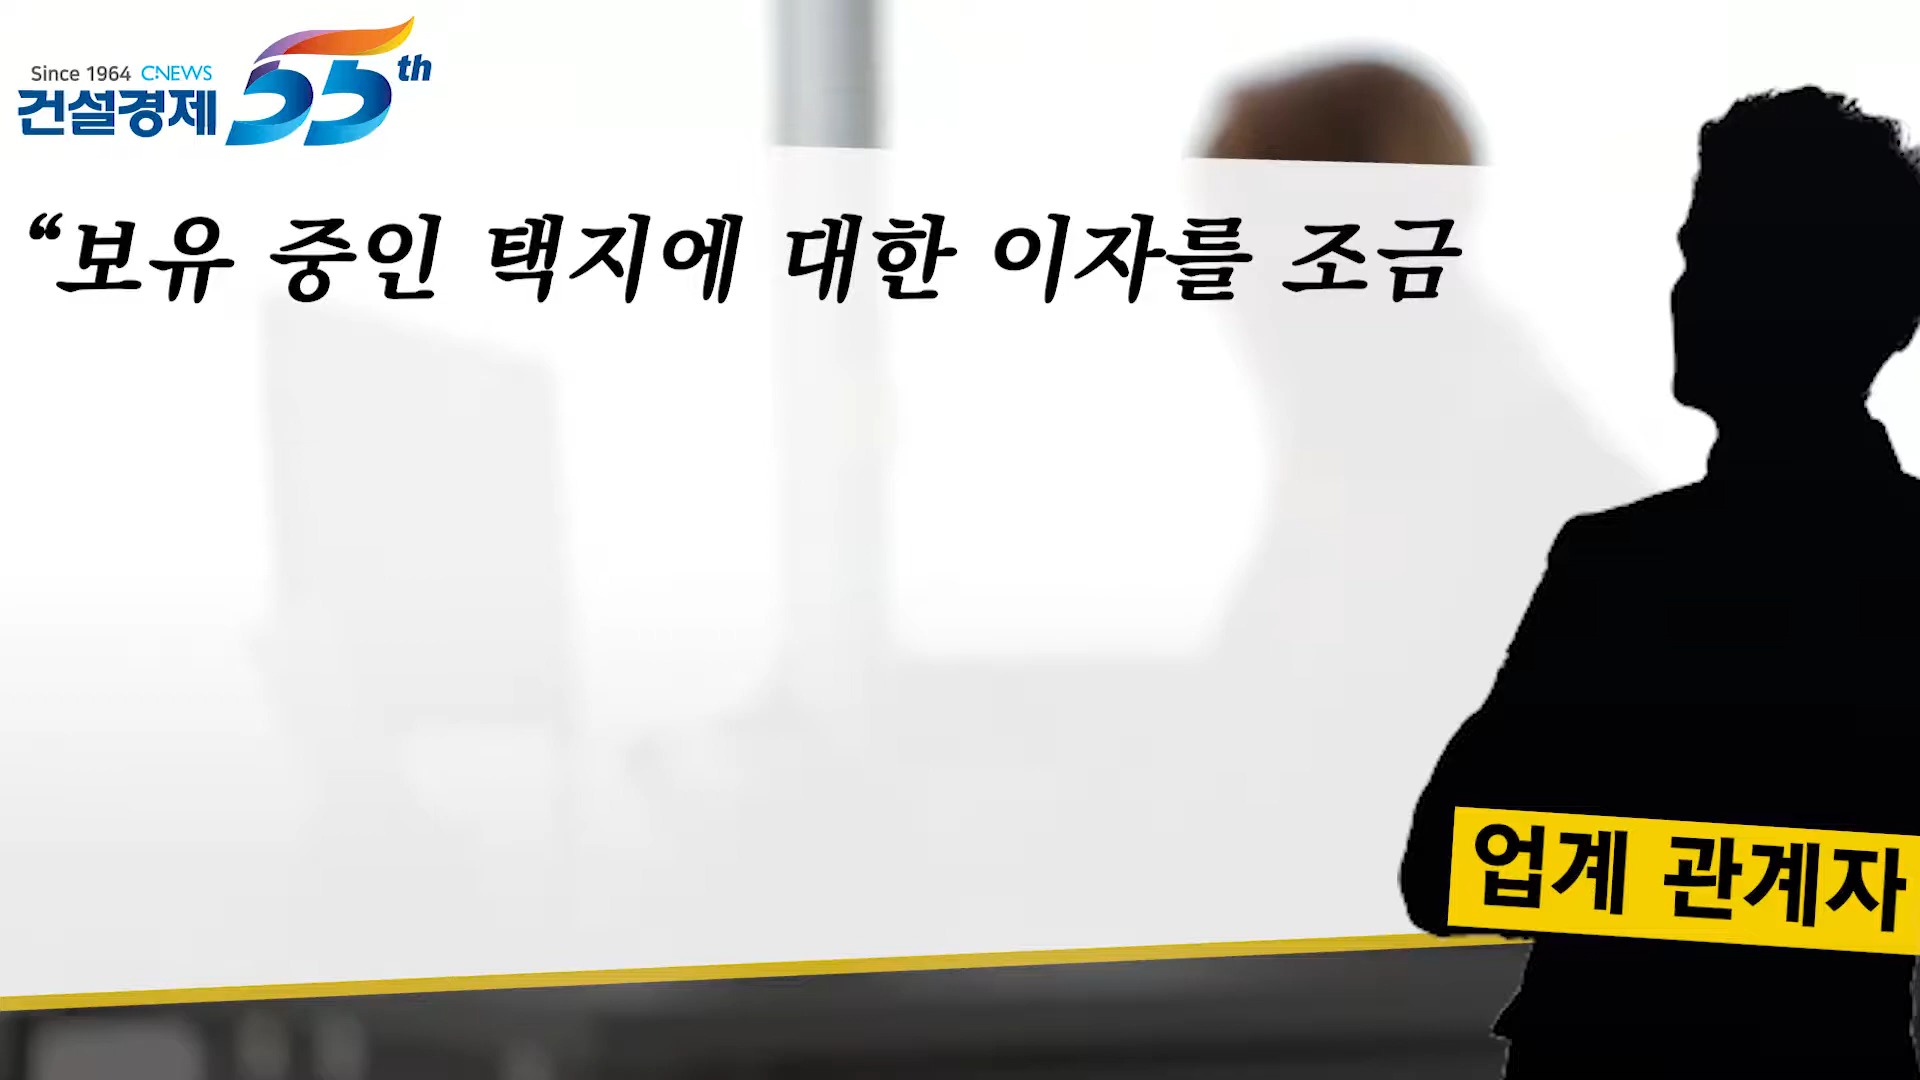 Since 1964 CNEWS
건설경제 55th
“보유 중인 택지에 대한 이자를 조금
업계 관계자